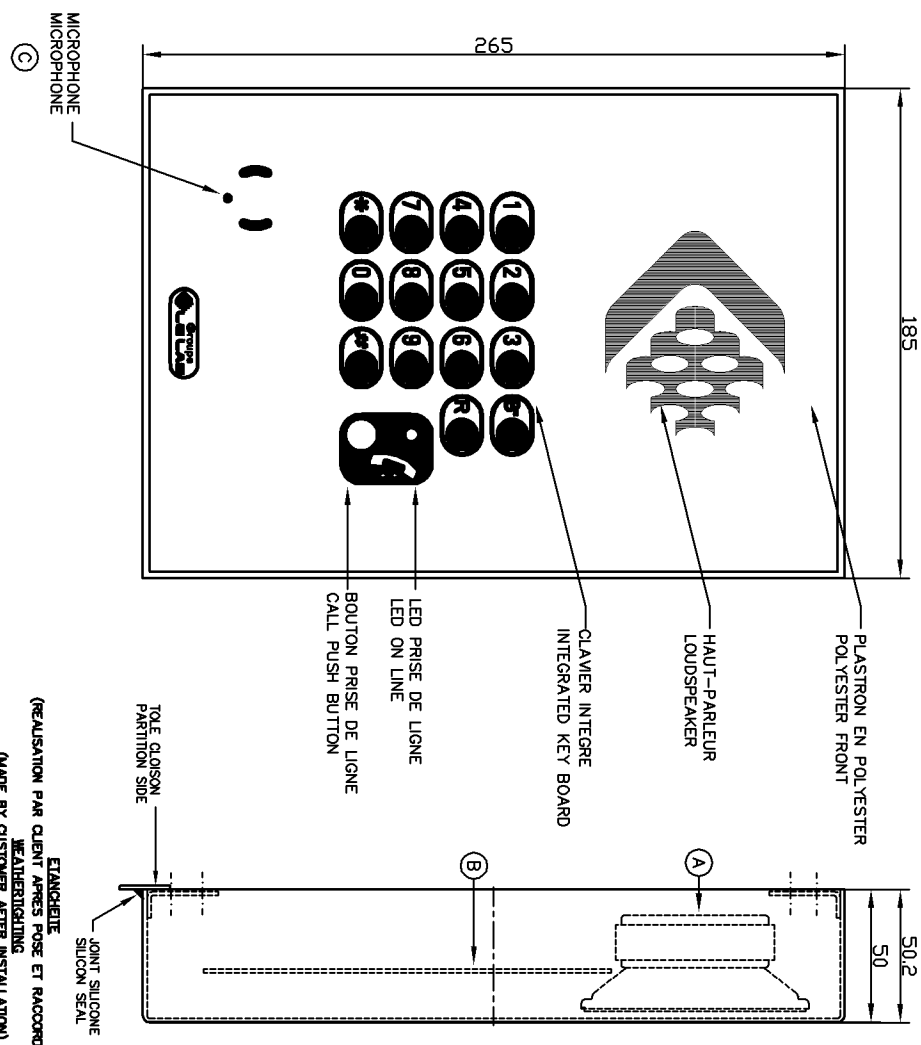 265
185
PLASTRON EN POLYESTER
POLYESTER FRONT
HAUT-PARLEUR
LOUDSPEAKER
CLAVIER INTEGRE
INTEGRATED KEY BOARD
LED PRISE DE LIGNE
LED ON LINE
BOUTON PRISE DE LIGNE
CALL PUSH BUTTON
MICROPHONE
MICROPHONE
C
1 2 3
4 5 6 R
7 8 9
* 0 #
Groupe
50.2
50
A
B
TOLE CLOISON
PARTITION SIDE
JOINT SILICONE
SILICON SEAL
ETANCHEITE
(REALISATION PAR CLIENT APRES POSE ET RACCORD
WEATHERTIGHTING
(MADE BY CUSTOMER AFTER INSTALLATION)